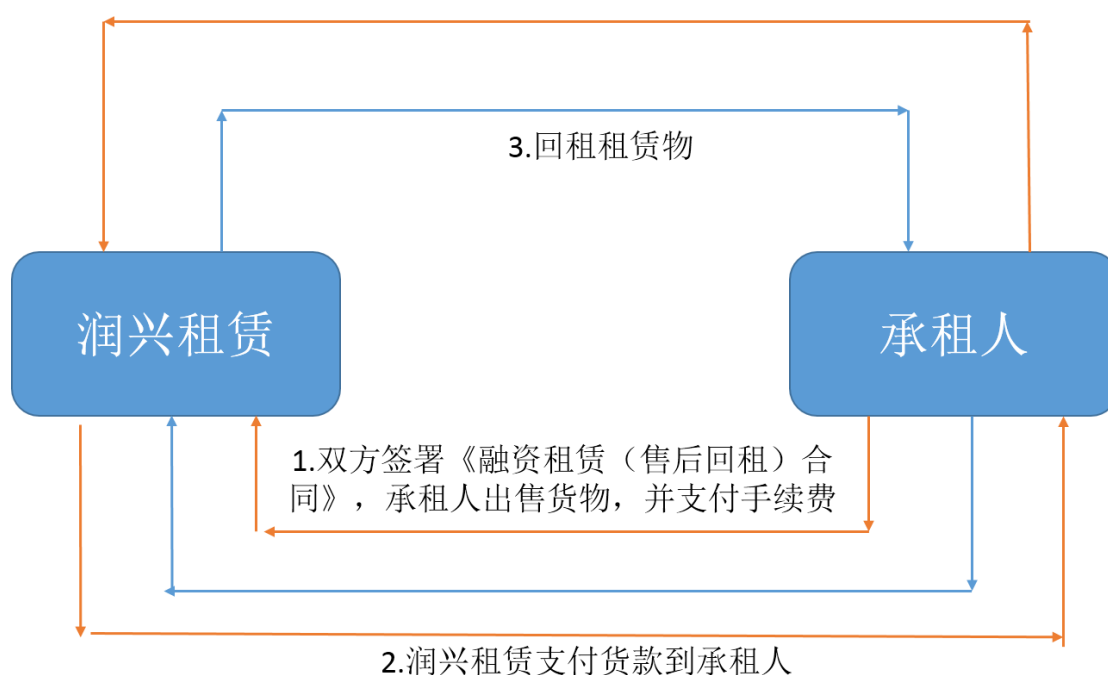 3.回租租赁物
润兴租赁
承租人
1.双方签署《融资租赁（售后回租）合
同》，承租人出售货物，并支付手续费
2.润兴租赁支付货款到承租人